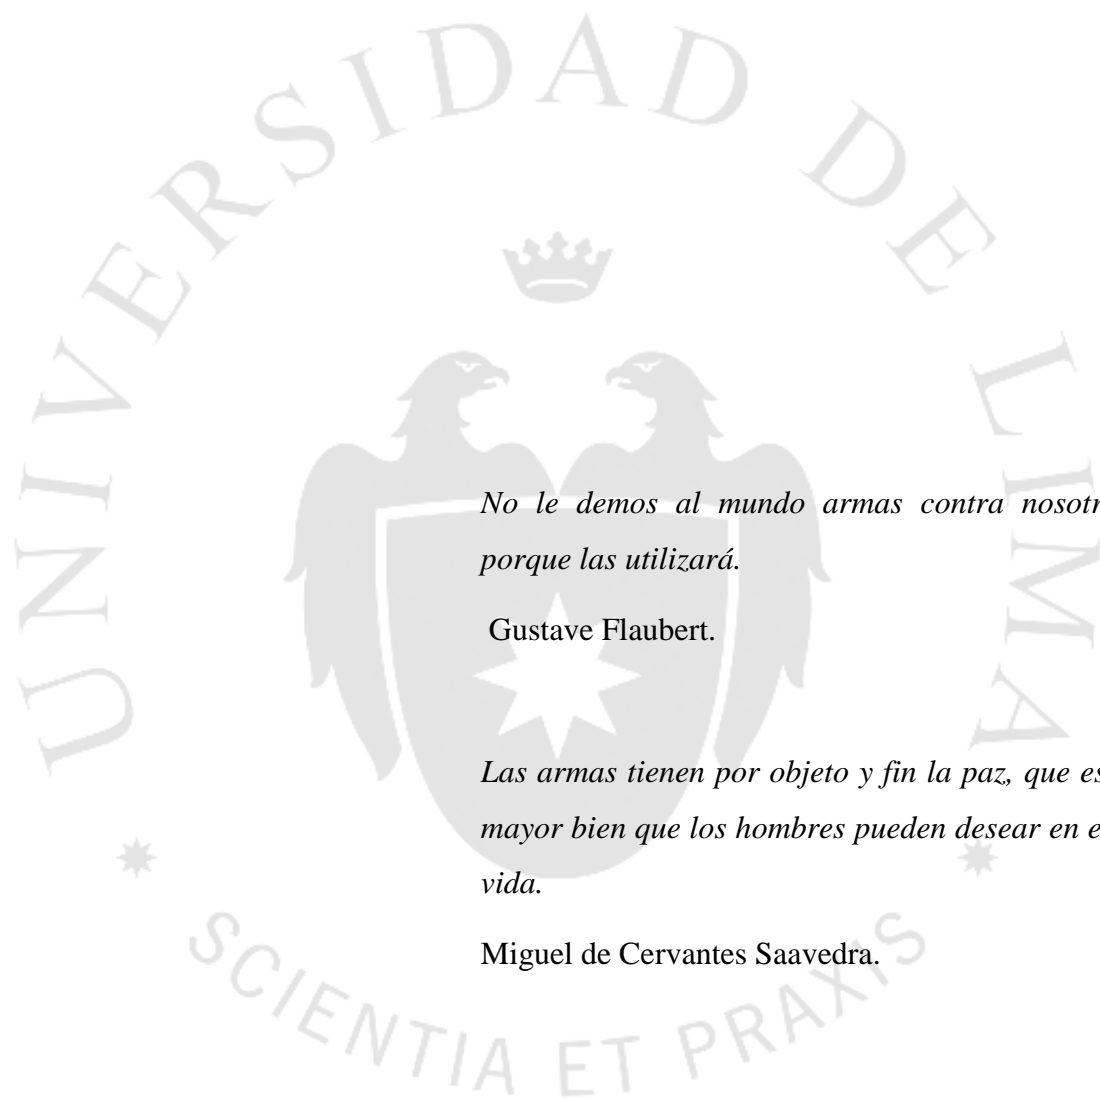 UNIVERSIDAD DE LIMA
No le demos al mundo armas contra nosotr
porque las utilizará.
Gustave Flaubert.
Las armas tienen por objeto y fin la paz, que es
mayor bien que los hombres pueden desear en e
vida.
Miguel de Cervantes Saavedra.
SCIENTIA ET PRAXIS